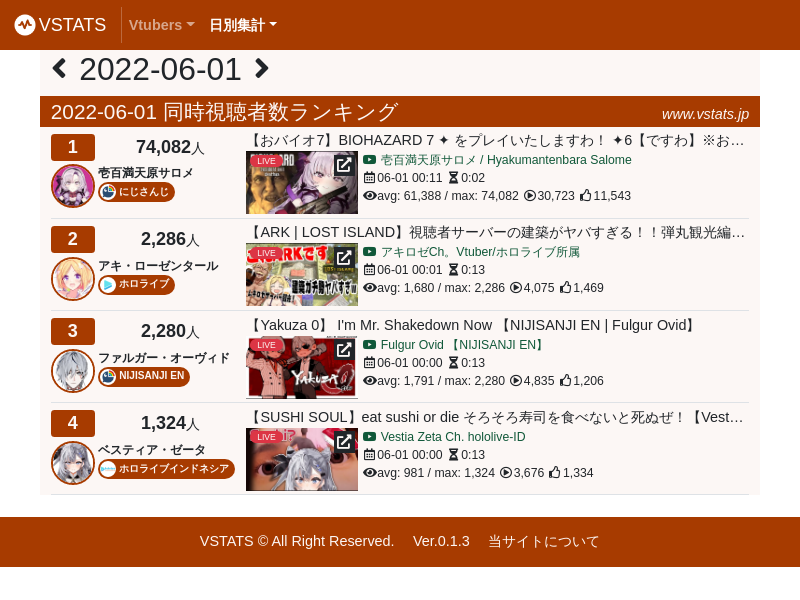 VSTATS Vtubers 日別集計
2022-06-01
2022-06-01 同時視聴者数ランキング www.vstats.jp
1 74,082人
壱百満天原サロメ
にじさんじ
【おバイオ7】BIOHAZARD 7 ✦ をプレイいたしますわ！ ✦6【ですわ】※お…
LIVE
壱百満天原サロメ / Hyakumantenbara Salome
06-01 00:11 0:02
avg: 61,388 / max: 74,082 30,723 11,543
2 2,286人
アキ・ローゼンタール
ホロライブ
【ARK | LOST ISLAND】視聴者サーバーの建築がヤバすぎる！！弾丸観光編…
LIVE
アキロゼCh。Vtuber/ホロライブ所属
06-01 00:01 0:13
avg: 1,680 / max: 2,286 4,075 1,469
3 2,280人
ファルガー・オーヴィド
NIJISANJI EN
【Yakuza 0】 I'm Mr. Shakedown Now 【NIJISANJI EN | Fulgur Ovid】
LIVE
Fulgur Ovid 【NIJISANJI EN】
06-01 00:00 0:13
avg: 1,791 / max: 2,280 4,835 1,206
4 1,324人
ベスティア・ゼータ
ホロライブインドネシア
【SUSHI SOUL】eat sushi or die そろそろ寿司を食べないと死ぬぜ！【Vest…
LIVE
Vestia Zeta Ch. hololive-ID
06-01 00:00 0:13
avg: 981 / max: 1,324 3,676 1,334
VSTATS © All Right Reserved. Ver.0.1.3 当サイトについて